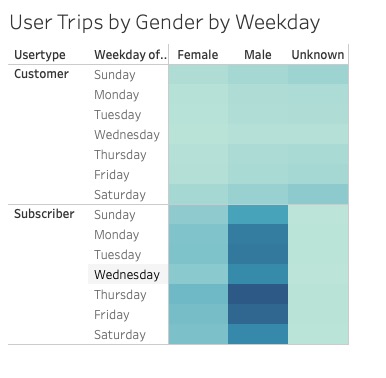 User Trips by Gender by Weekday
Usertype Weekday of.. Female Male Unknown
Customer Sunday
Monday
Tuesday
Wednesday
Thursday
Friday
Saturday
Subscriber Sunday
Monday
Tuesday
Wednesday
Thursday
Friday
Saturday